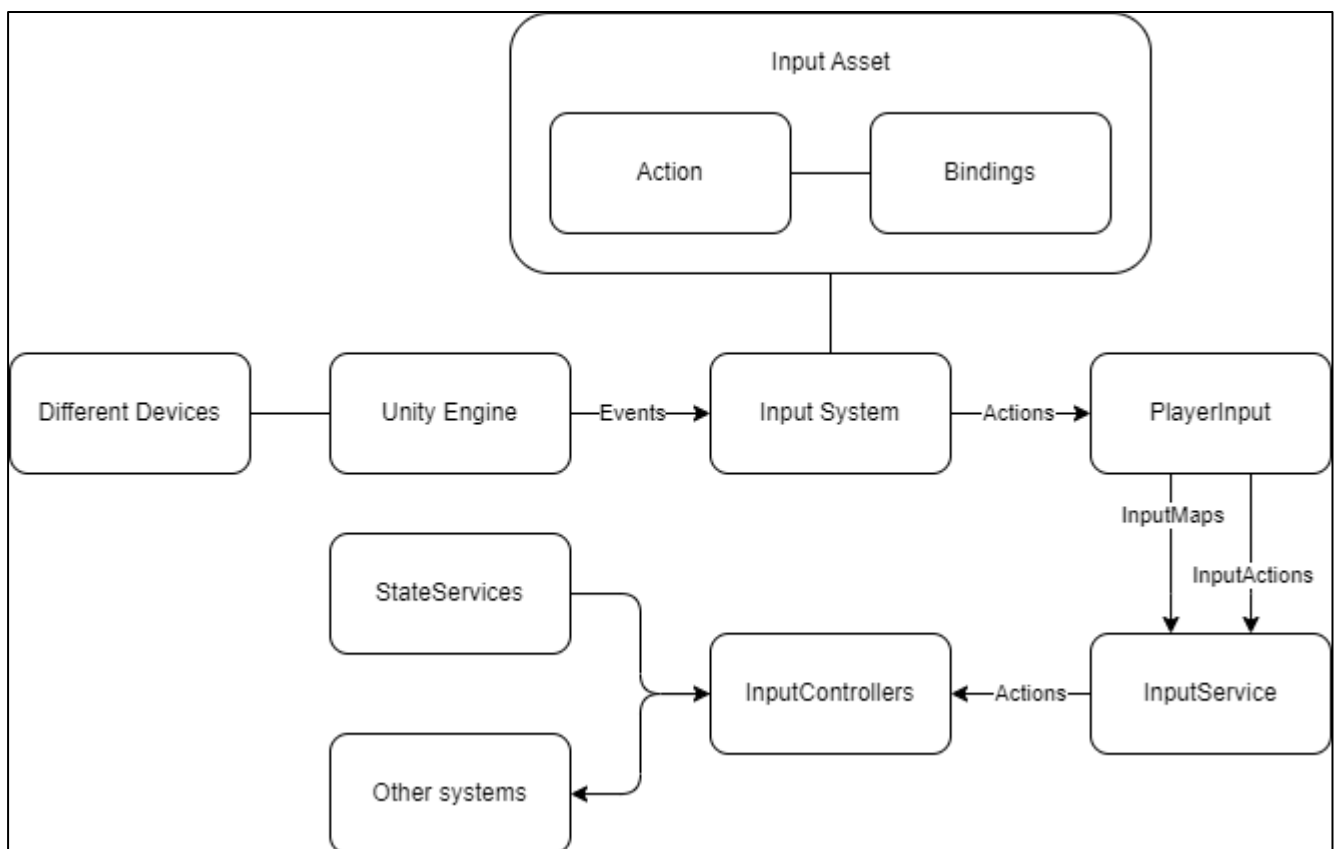 Input Asset
Action
Bindings
Different Devices
Unity Engine
Events
Input System
Actions
PlayerInput
InputMaps
InputActions
StateServices
InputControllers
Actions
InputService
Other systems